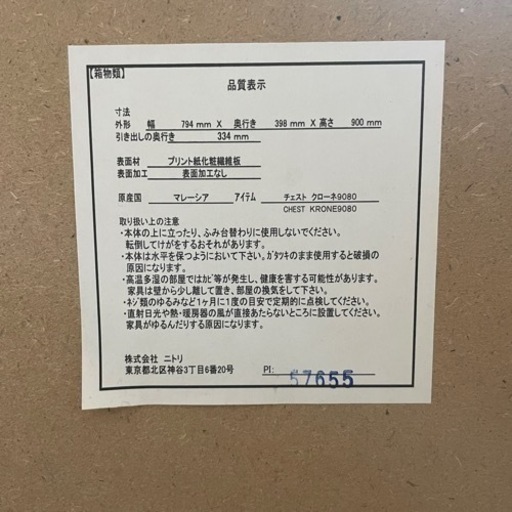 【箱物類】
品質表示
寸法
外形 幅 794 mm X 奥行き 398 mm X 高さ 900 mm
引き出しの奥行き 334 mm
表面材 プリント紙化粧繊維板
表面加工 表面加工なし
原産国 マレーシア アイテム チェスト クローネ9080
CHEST KRONE9080
取り扱い上の注意
・本体の上に立ったり、ふみ台替わりに使用しないでください。
転倒してけがをするおそれがあります。
・本体は水平を保つようにおいて下さい。ガタツキのまま使用すると破損の
原因になります。
・高温多湿の部屋ではカビ等が発生し、健康を害する可能性があります。
家具は壁から少し離して置き、部屋の換気をして下さい。
・ネジ類のゆるみなど1ヶ月に1度の目安で定期的に点検してください。
・直射日光や熱・暖房器の風が直接あたらないところに設置してください。
家具がゆるんだりする原因になります。
株式会社 ニトリ
東京都北区神谷3丁目6番20号 PI: 57655